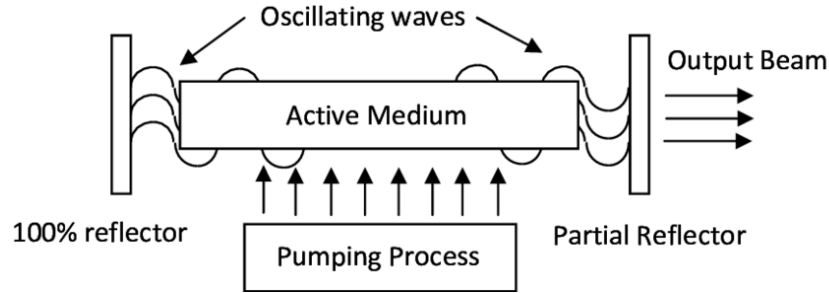 Oscillating waves
Output Beam
Active Medium
100% reflector
Partial Reflector
Pumping Process